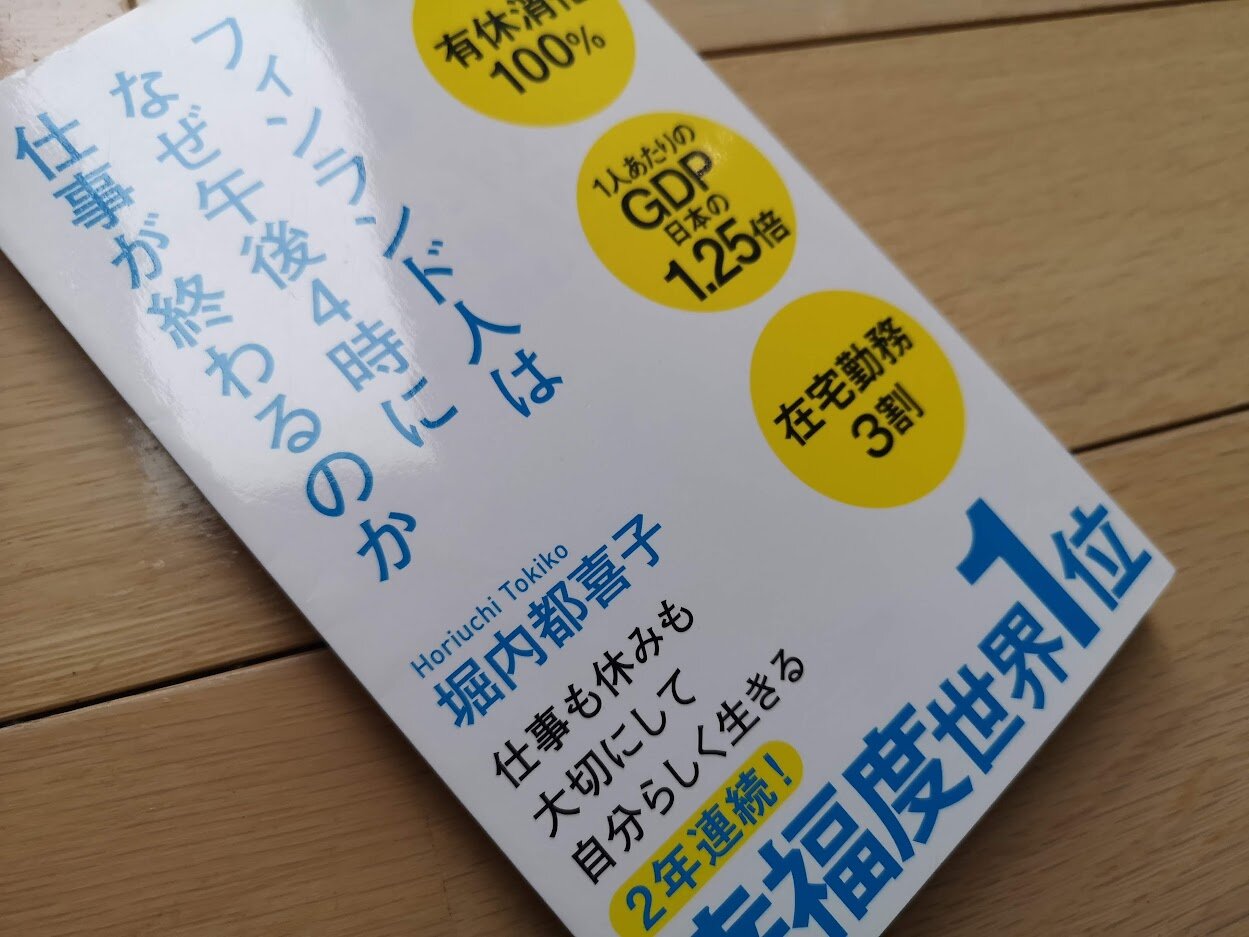 フィンランド人は
なぜ午後4時に
仕事が終わるのか
有休消化
100%
1人あたりの
GDP
日本の
1.25倍
在宅勤務
3割
Horiuchi Tokiko
堀内都喜子
仕事も休みも
大切にして
自分らしく生きる
2年連続!
幸福度世界1位